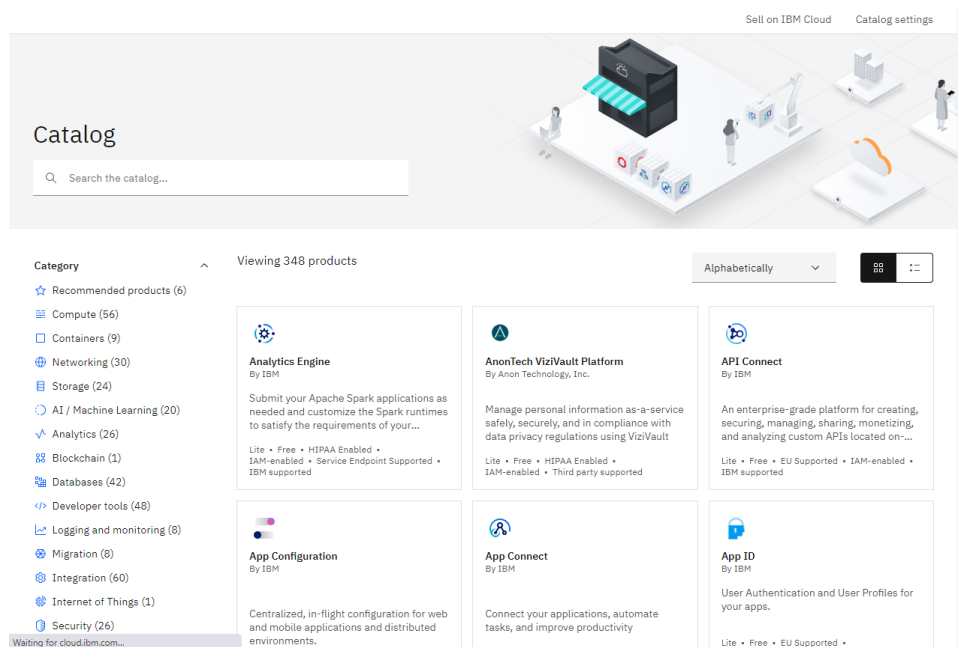 Sell on IBM Cloud Catalog settings
Catalog
Search the catalog...
Category
Recommended products (6)
Compute (56)
Containers (9)
Networking (30)
Storage (24)
AI / Machine Learning (20)
Analytics (26)
Blockchain (1)
Databases (42)
Developer tools (48)
Logging and monitoring (8)
Migration (8)
Integration (60)
Internet of Things (1)
Security (26)
Waiting for cloud.ibm.com...
Viewing 348 products
Alphabetically
Analytics Engine
By IBM
Submit your Apache Spark applications as
needed and customize the Spark runtimes
to satisfy the requirements of your...
Lite • Free • HIPAA Enabled •
IAM-enabled • Service Endpoint Supported •
IBM supported
AnonTech ViziVault Platform
By Anon Technology, Inc.
Manage personal information as-a-service
safely, securely, and in compliance with
data privacy regulations using ViziVault
Lite • Free • HIPAA Enabled •
IAM-enabled • Third party supported
API Connect
By IBM
An enterprise-grade platform for creating,
securing, managing, sharing, monetizing,
and analyzing custom APIs located on-...
Lite • Free • EU Supported • IAM-enabled •
IBM supported
App Configuration
By IBM
Centralized, in-flight configuration for web
and mobile applications and distributed
environments.
App Connect
By IBM
Connect your applications, automate
tasks, and improve productivity
App ID
By IBM
User Authentication and User Profiles for
your apps.
Lite • Free • EU Supported •